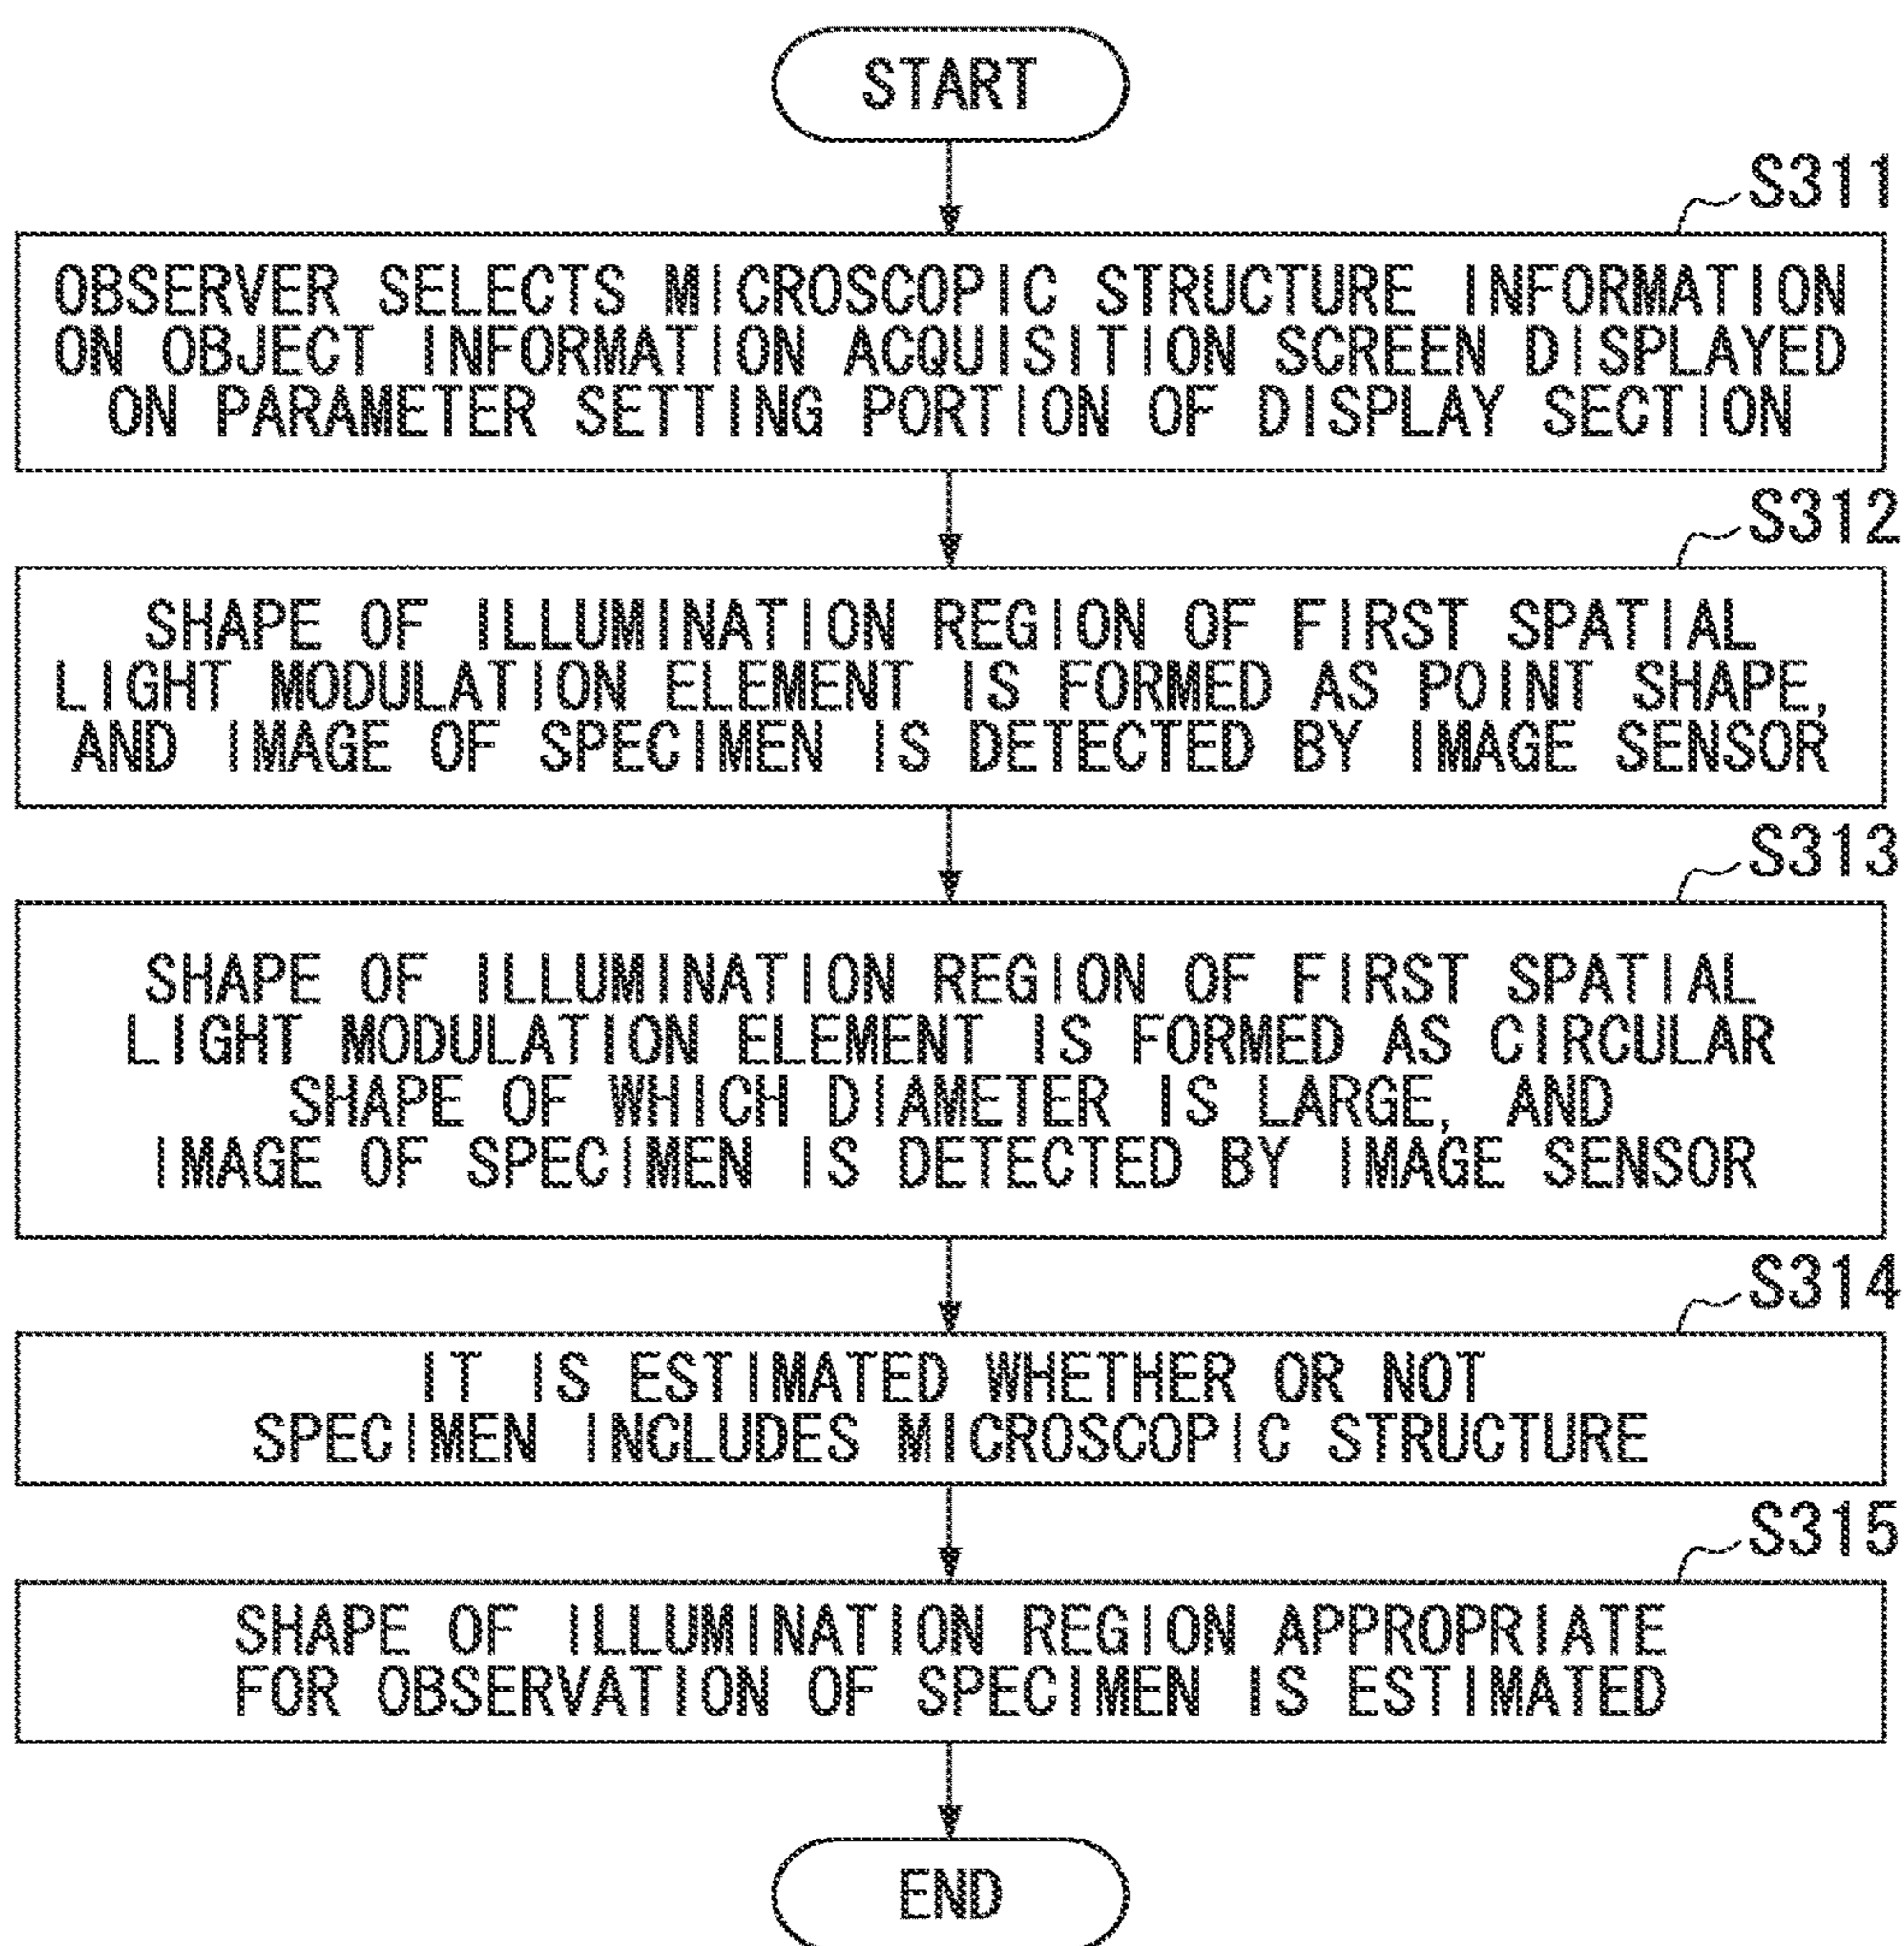 START
S311
OBSERVER SELECTS MICROSCOPIC STRUCTURE INFORMATION
ON OBJECT INFORMATION ACQUISITION SCREEN DISPLAYED
ON PARAMETER SETTING PORTION OF DISPLAY SECTION
S312
SHAPE OF ILLUMINATION REGION OF FIRST SPATIAL
LIGHT MODULATION ELEMENT IS FORMED AS POINT SHAPE,
AND IMAGE OF SPECIMEN IS DETECTED BY IMAGE SENSOR
S313
SHAPE OF ILLUMINATION REGION OF FIRST SPATIAL
LIGHT MODULATION ELEMENT IS FORMED AS CIRCULAR
SHAPE OF WHICH DIAMETER IS LARGE, AND
IMAGE OF SPECIMEN IS DETECTED BY IMAGE SENSOR
S314
IT IS ESTIMATED WHETHER OR NOT
SPECIMEN INCLUDES MICROSCOPIC STRUCTURE
S315
SHAPE OF ILLUMINATION REGION APPROPRIATE
FOR OBSERVATION OF SPECIMEN IS ESTIMATED
END